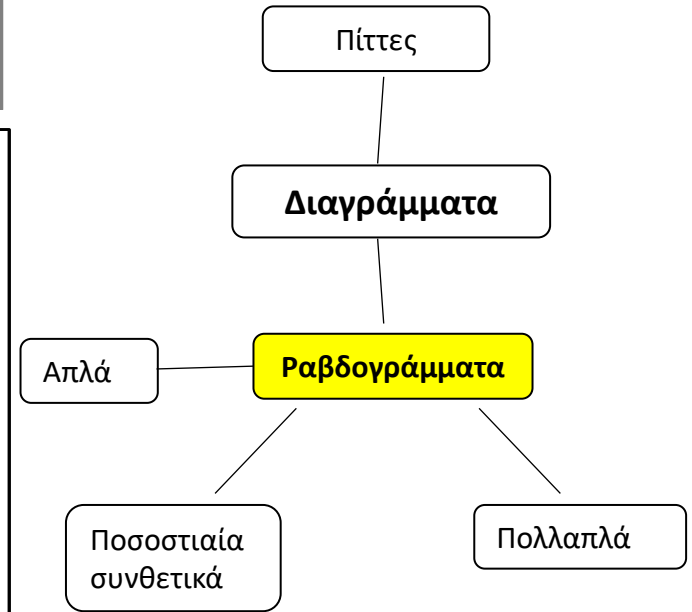 Πίττες
Διαγράμματα
Απλά
Ραβδογράμματα
Ποσοστιαία
συνθετικά
Πολλαπλά